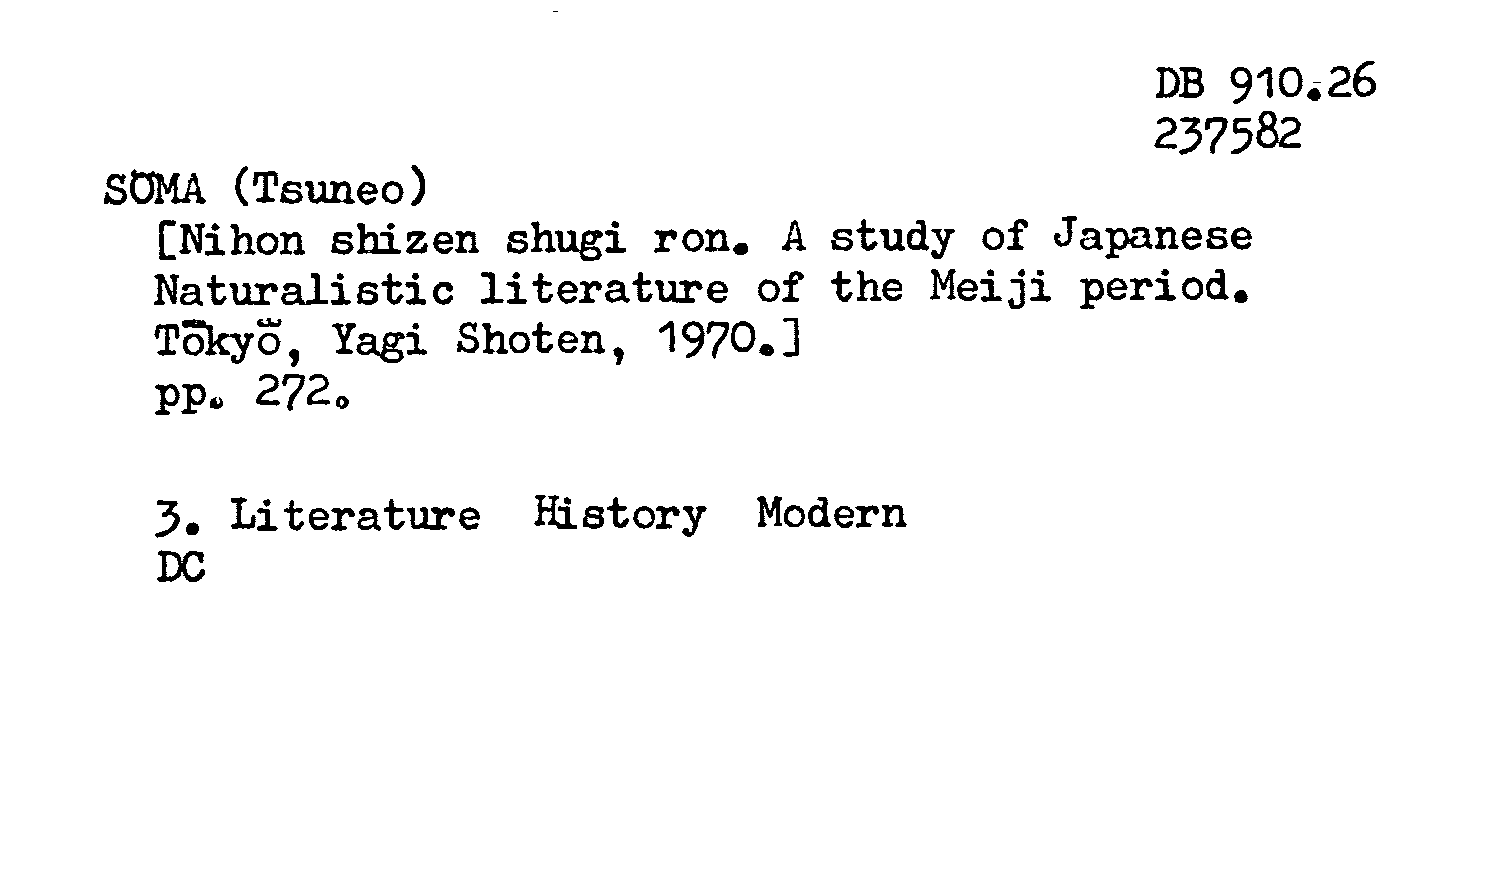 DB 910.26
237582
SŌMA (Tsuneo)
[Nihon shizen shugi ron. A study of Japanese
Naturalistic literature of the Meiji period.
Tōkyō, Yagi Shoten, 1970.]
pp. 272.
3. Literature History Modern
DC